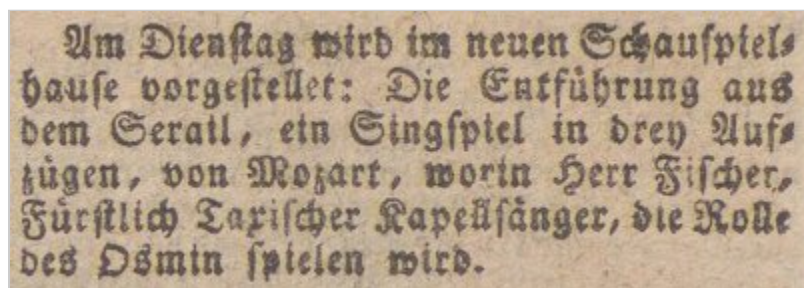 Am Dienstag wird im neuen Schauspiel-
hause vorgestellet: Die Entführung aus
dem Serail, ein Singspiel in drey Auf-
zügen, von Mozart, worin Herr Fischer,
Fürstlich Taxischer Kapellsänger, die Rolle
des Osmin spielen wird.